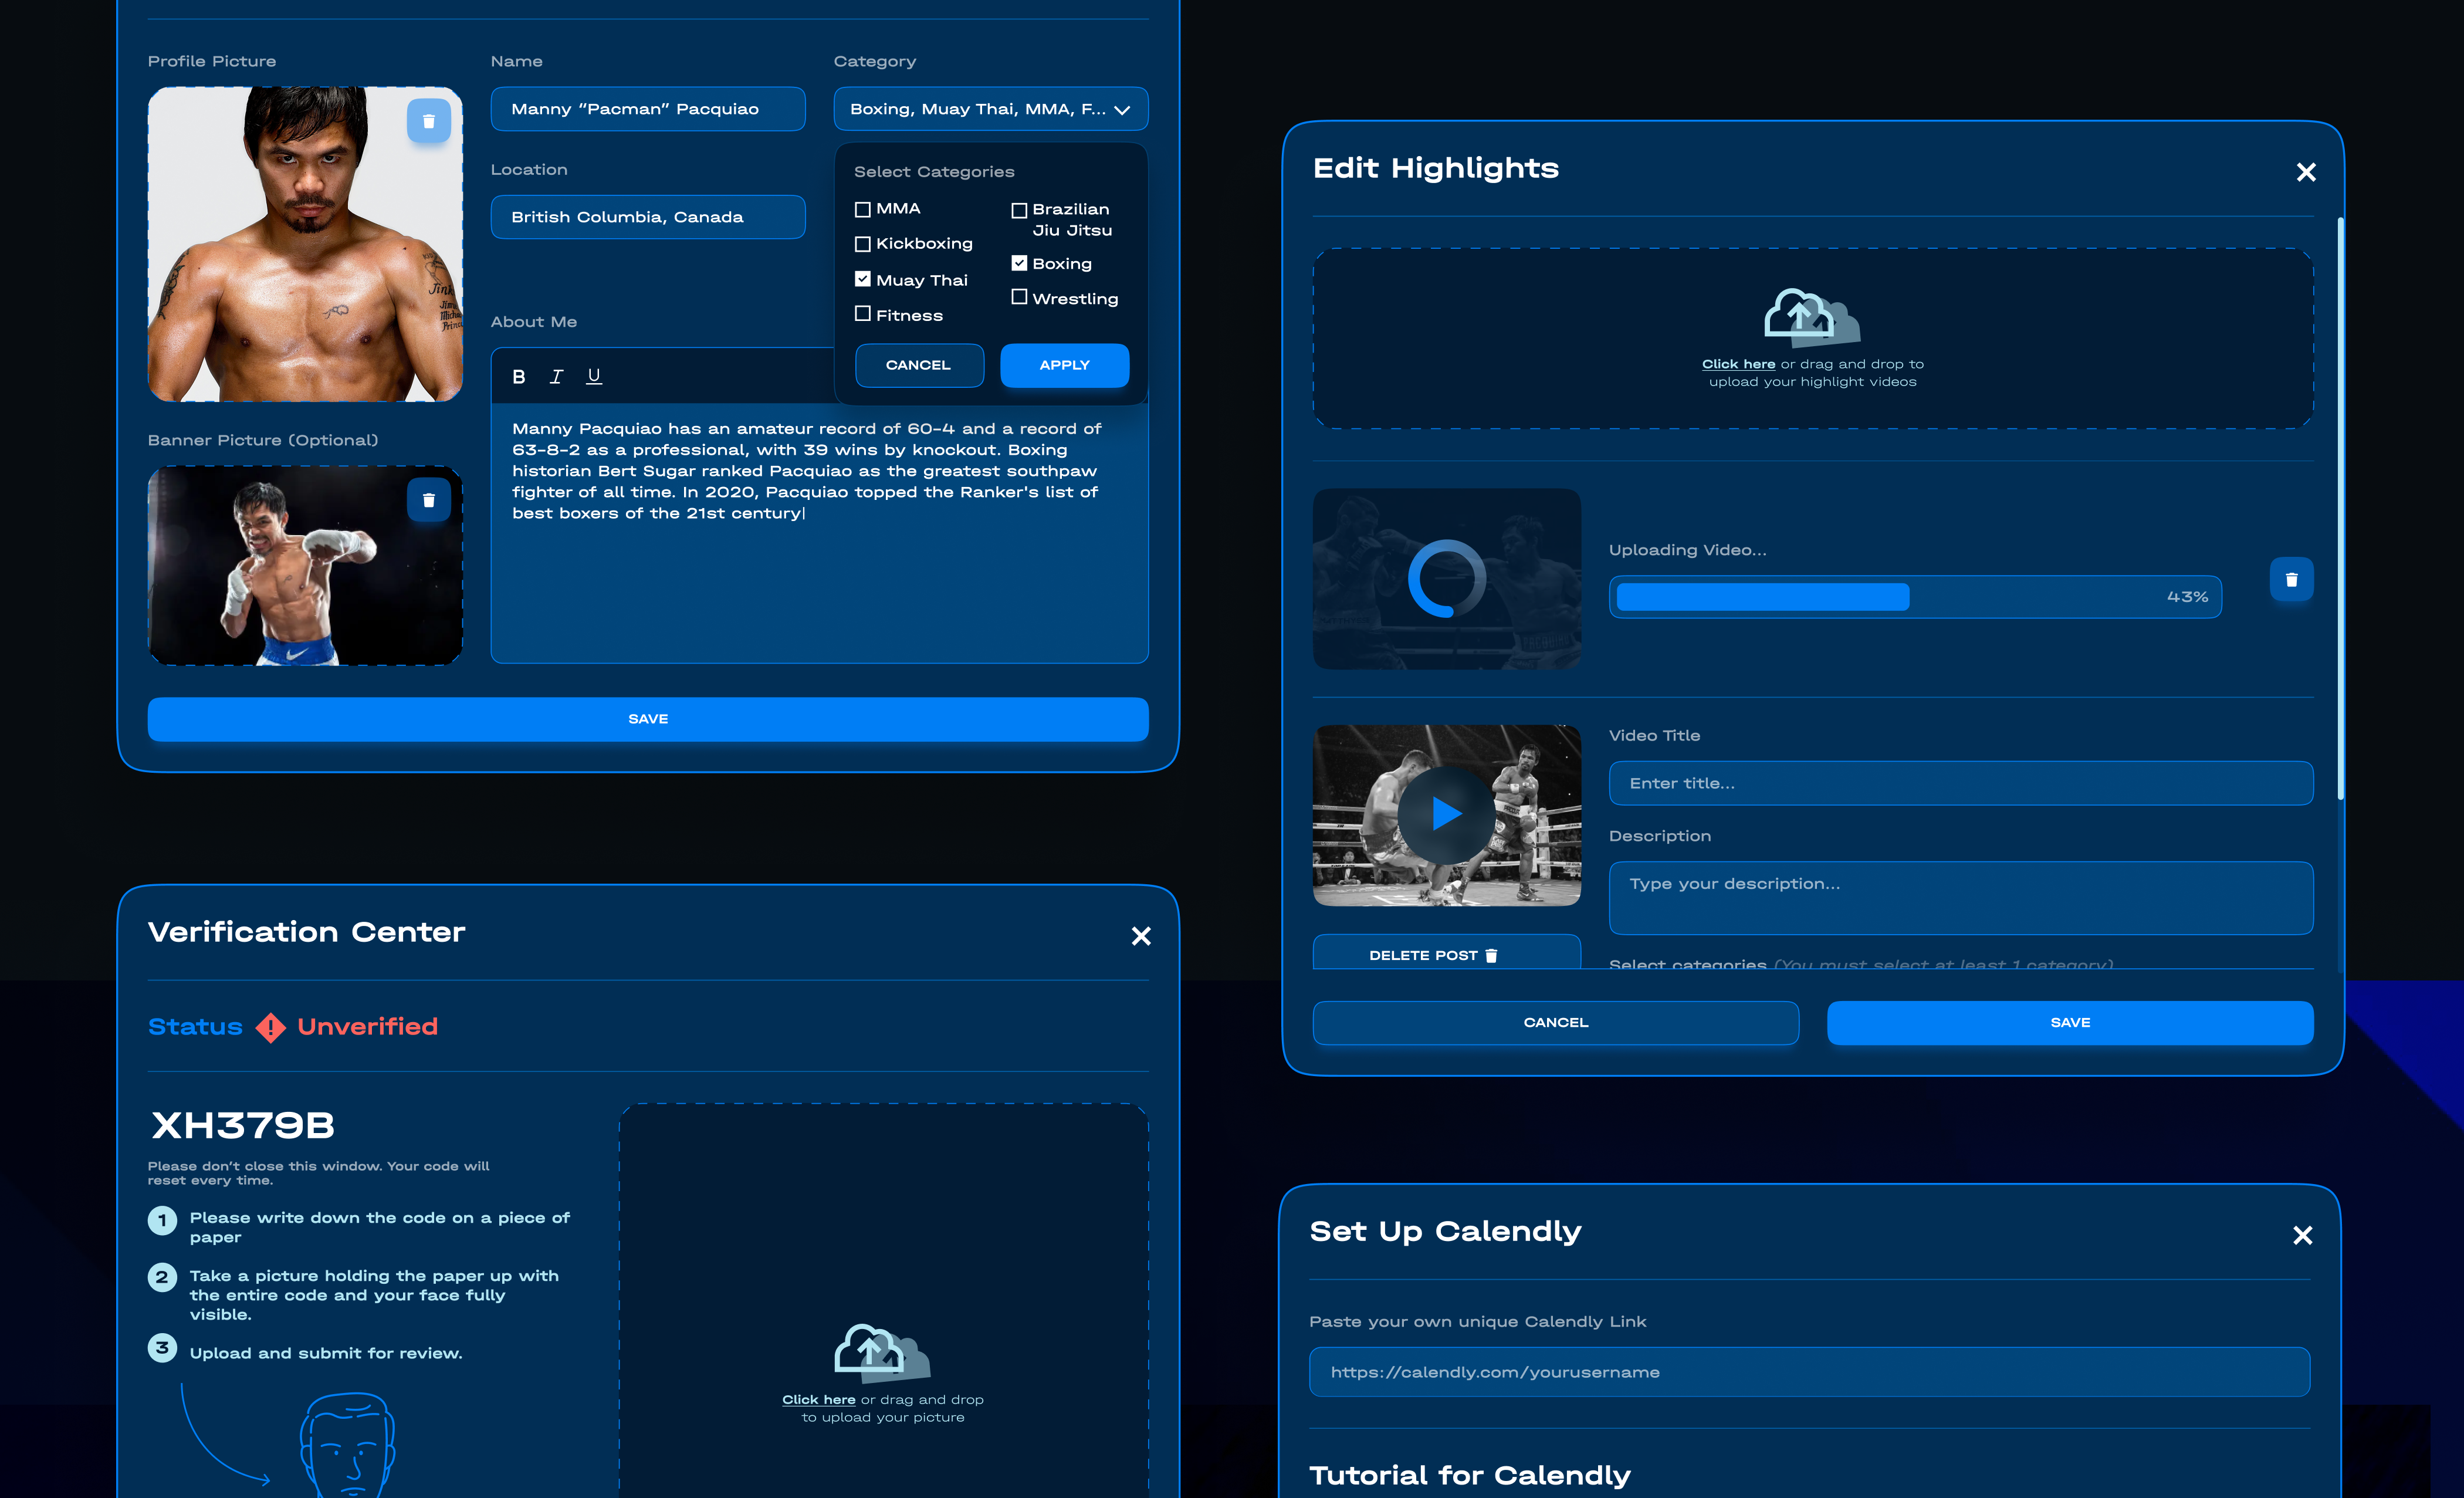 Profile Picture
Name
Category
Manny “Pacman” Pacquiao
Boxing, Muay Thai, MMA, F...
Location
British Columbia, Canada
Select Categories
MMA
Kickboxing
Muay Thai
Fitness
Brazilian
Jiu Jitsu
Boxing
Wrestling
CANCEL
APPLY
About Me
B I U
Manny Pacquiao has an amateur record of 60-4 and a record of
63-8-2 as a professional, with 39 wins by knockout. Boxing
historian Bert Sugar ranked Pacquiao as the greatest southpaw
fighter of all time. In 2020, Pacquiao topped the Ranker's list of
best boxers of the 21st century
Banner Picture (Optional)
SAVE
Verification Center
Status Unverified
XH379B
Please don’t close this window. Your code will
reset every time.
1 Please write down the code on a piece of
paper
2 Take a picture holding the paper up with
the entire code and your face fully
visible.
3 Upload and submit for review.
Click here or drag and drop
to upload your picture
Edit Highlights
Click here or drag and drop to
upload your highlight videos
Uploading Video...
43%
Video Title
Enter title...
Description
Type your description...
DELETE POST
Select categories (You must select at least 1 category)
CANCEL
SAVE
Set Up Calendly
Paste your own unique Calendly Link
https://calendly.com/yourusername
Tutorial for Calendly